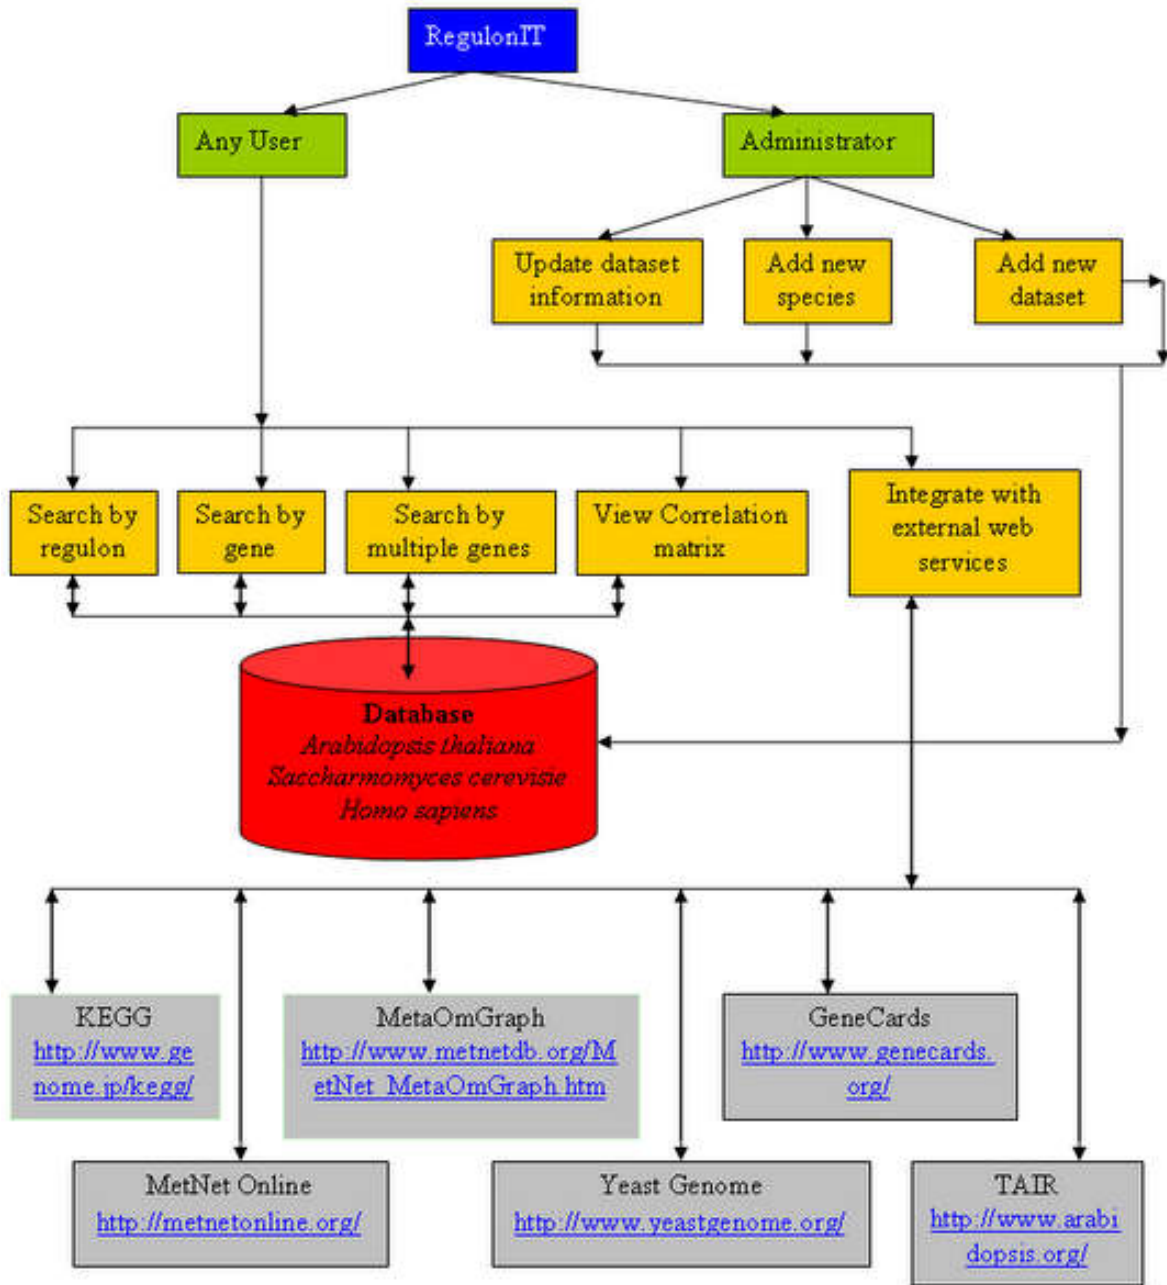 RegulonIT
Any User
Administrator
Update dataset
information
Add new
species
Add new
dataset
Search by
regulon
Search by
gene
Search by
multiple genes
View Correlation
matrix
Integrate with
external web
services
Database
Arabidopsis thaliana
Saccharmomyces cerevisie
Homo sapiens
KEGG
http://www.ge
nome.jp/kegg/
MetaOmGraph
http://www.metnetdb.org/M
etNet_MetaOmGraph.htm
GeneCards
http://www.genecards.
org/
MetNet Online
http://metnetonline.org/
Yeast Genome
http://www.yeastgenome.org/
TAIR
http://www.arabi
dopsis.org/